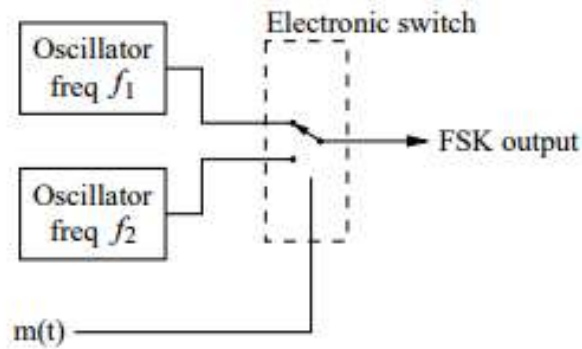 Electronic switch
Oscillator
freq f1
FSK output
Oscillator
freq f2
m(t)